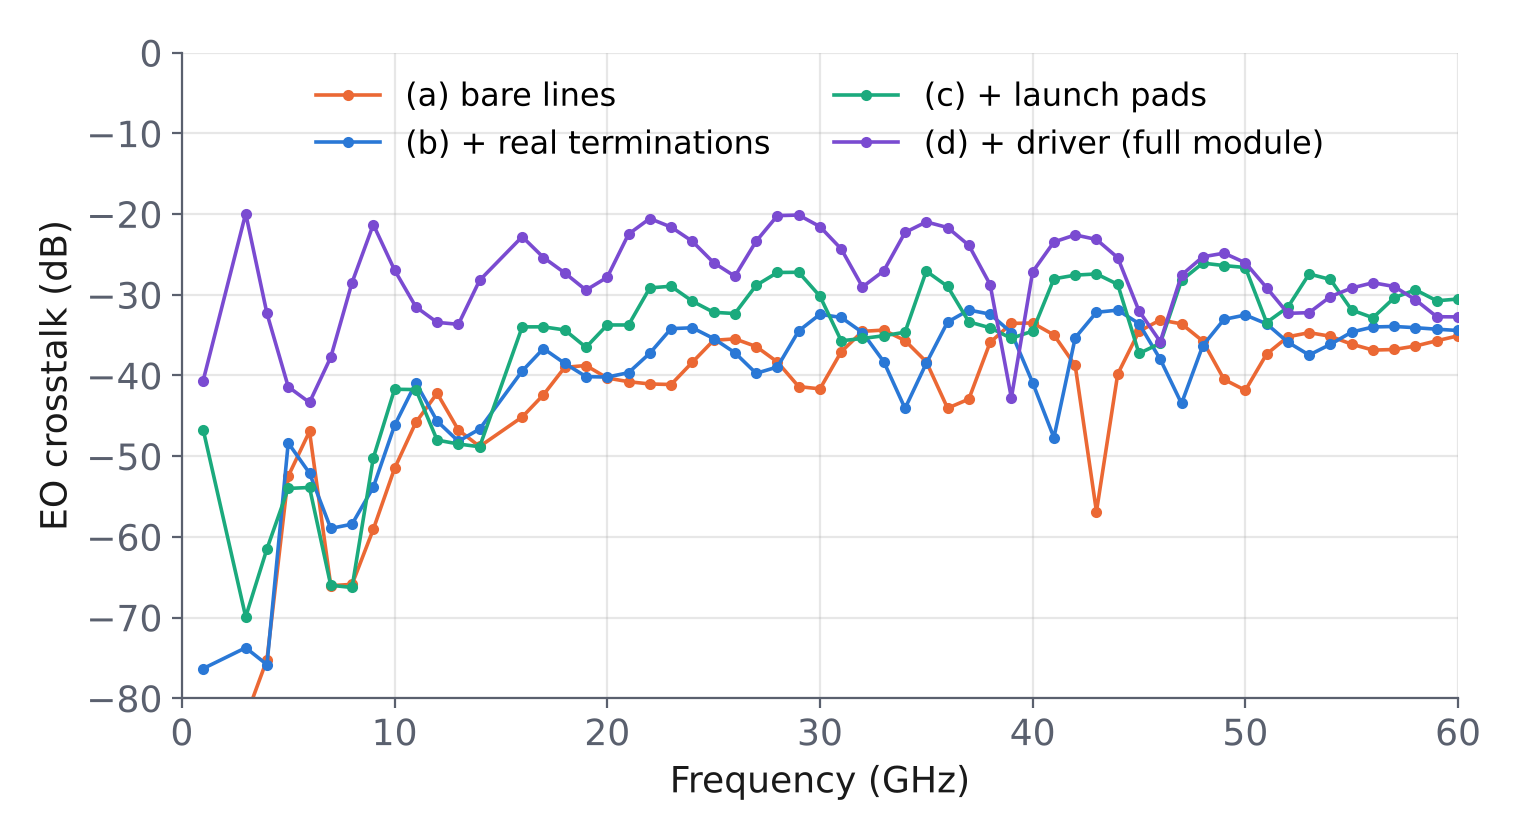 0
−10
−20
−30
−40
−50
−60
−70
−80
EO crosstalk (dB)
(a) bare lines
(b) + real terminations
(c) + launch pads
(d) + driver (full module)
0 10 20 30 40 50 60
Frequency (GHz)